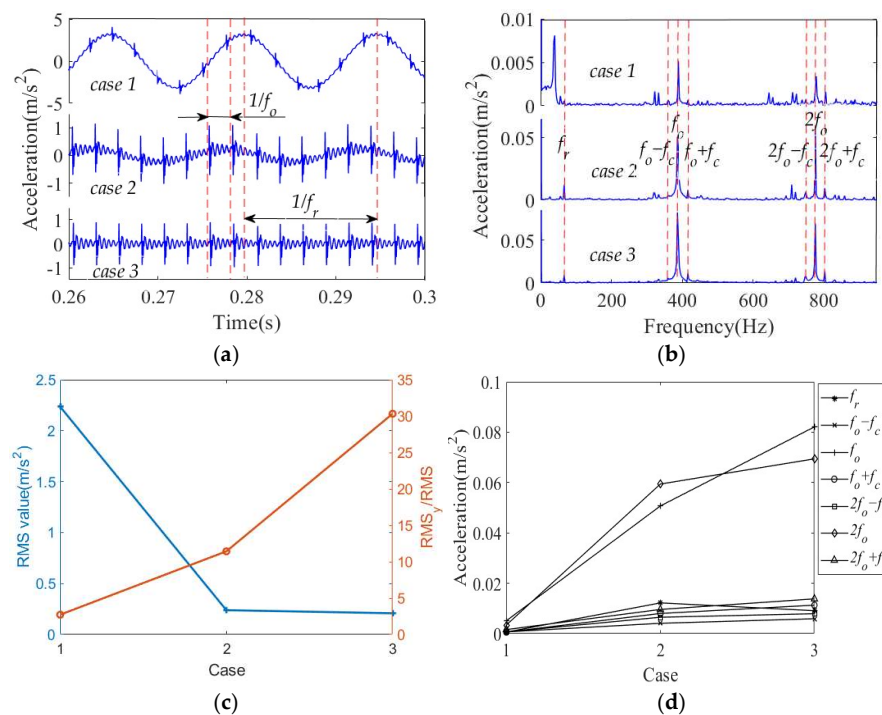 Acceleration(m/s²)
5
0
-5
case 1
1/fo
1
0
-1
case 2
1/fr
1
0
-1
case 3
0.26 0.27 0.28 0.29 0.3
Time(s)
(a)
Acceleration(m/s²)
0.01
0.005
0
case 1
fr
fo
fo−fc
fo+fc
2fo
2fo−fc
2fo+fc
0.05
0
case 2
0.05
0
case 3
0 200 400 600 800
Frequency(Hz)
(b)
RMS value(m/s²)
2.5
2
1.5
1
0.5
0
35
30
25
20
15
10
5
0
RMSy/RMS
1 2 3
Case
(c)
Acceleration(m/s²)
0.1
0.08
0.06
0.04
0.02
0
1 2 3
Case
fr
fo−fc
fo
fo+fc
2fo−f
2fo
2fo+f
(d)